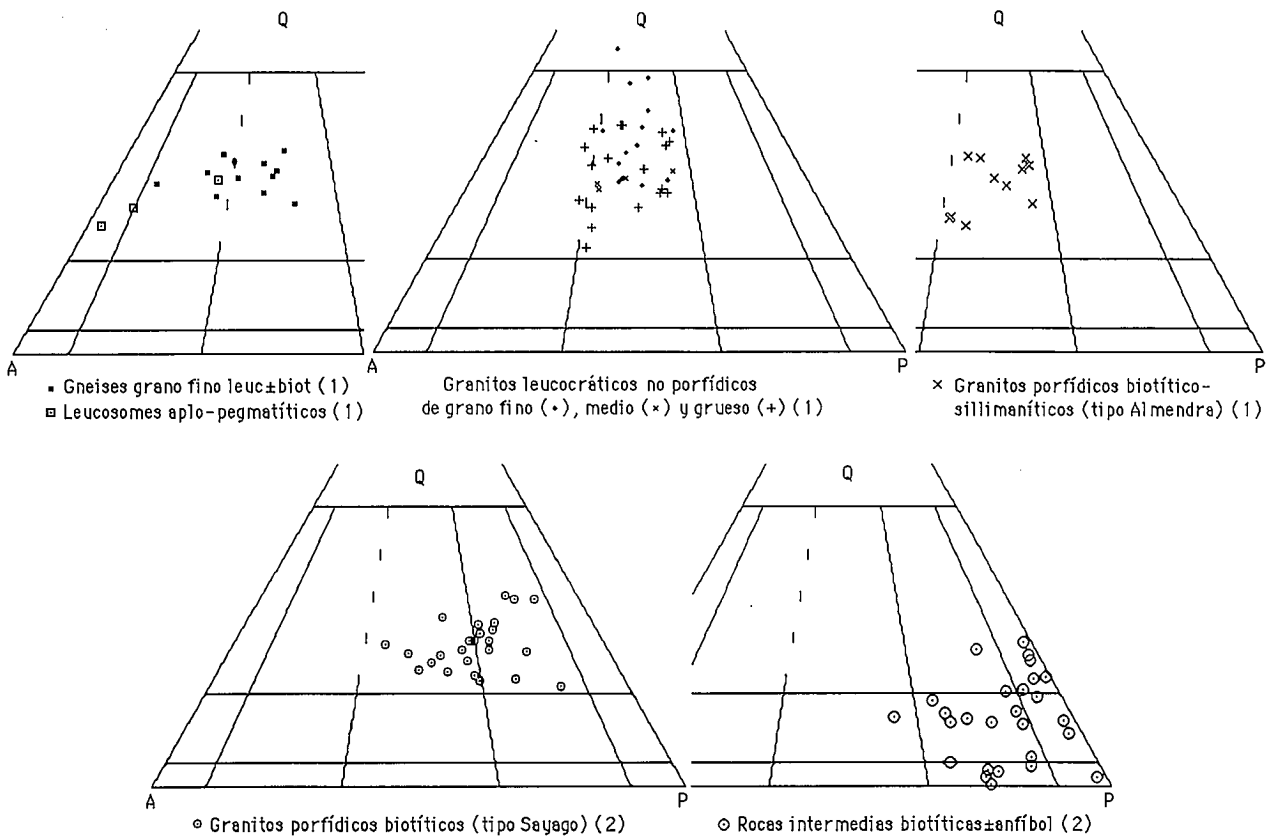 Q
Q
Q
A
A
P
P
▪ Gneises grano fino leuc±biot (1)
⊡ Leucosomes aplo-pegmatíticos (1)
Granitos leucocráticos no porfídicos
de grano fino (⬩), medio (×) y grueso (+) (1)
× Granitos porfídicos biotítico-
sillimaníticos (tipo Almendra) (1)
Q
Q
A
P
P
⊙ Granitos porfídicos biotíticos (tipo Sayago) (2)
⊙ Rocas intermedias biotíticas±anfíbol (2)